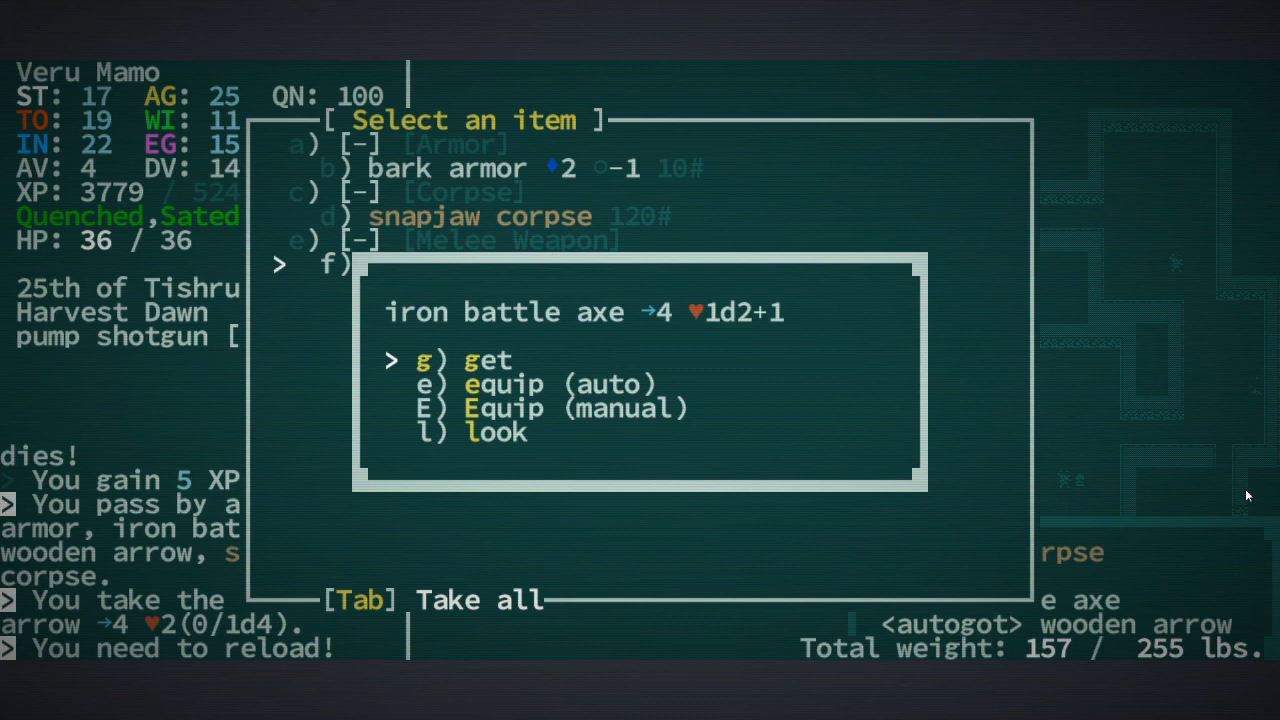 Veru Mamo
ST: 17 AG: 25 QN: 100
TO: 19 WI: 11
IN: 22 EG: 15
AV: 4 DV: 14
XP: 3779 / 524
Quenched,Sated
HP: 36 / 36
25th of Tishru
Harvest Dawn
pump shotgun [
dies!
> You gain 5 XP
> You pass by a
armor, iron bat
wooden arrow, s
corpse.
> You take the
arrow →4 ♥2(0/1d4).
> You need to reload!
[ Select an item ]
a) [-] [Armor]
b) bark armor ♦2 ○-1 10#
c) [-] [Corpse]
d) snapjaw corpse 120#
e) [-] [Melee Weapon]
> f)
iron battle axe →4 ♥1d2+1
> g) get
e) equip (auto)
E) Equip (manual)
l) look
[Tab] Take all
rpse
e axe
<autogot> wooden arrow
Total weight: 157 / 255 lbs.